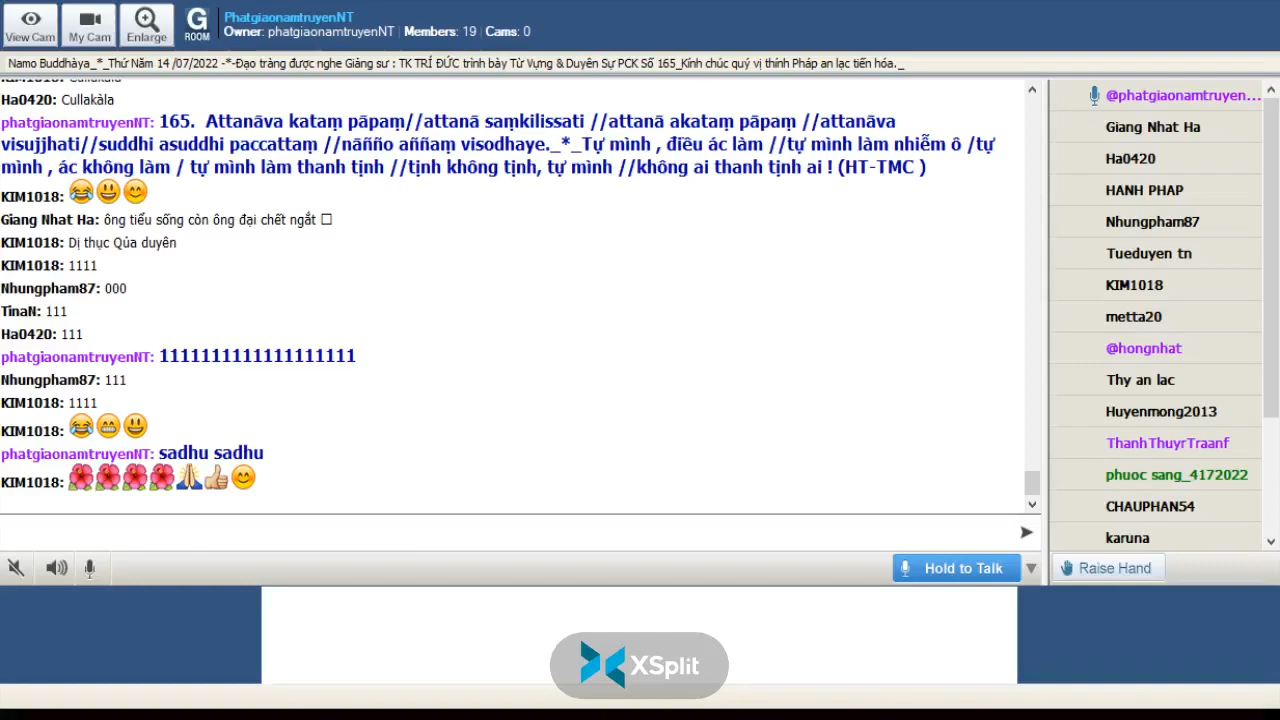 View Cam
My Cam
Enlarge
G
ROOM
PhatgiaonamtruyenNT
Owner: phatgiaonamtruyenNT Members: 19 Cams: 0
Namo Buddhàya_*_Thứ Năm 14 /07/2022 -*-Đạo tràng được nghe Giảng sư : TK TRÍ ĐỨC trình bày Từ Vựng & Duyên Sự PCK Số 165_Kính chúc quý vị thính Pháp an lạc tiến hóa._
KIM1018: Cullakàla
Ha0420: Cullakàla
phatgiaonamtruyenNT: 165. Attanāva kataṃ pāpaṃ//attanā saṃkilissati //attanā akataṃ pāpaṃ //attanāva
visujjhati//suddhi asuddhi paccattaṃ //nāñño aññaṃ visodhaye._*_Tự mình , điều ác làm //tự mình làm nhiễm ô /tự
mình , ác không làm / tự mình làm thanh tịnh //tịnh không tịnh, tự mình //không ai thanh tịnh ai ! (HT-TMC )
KIM1018: 😂😃😊
Giang Nhat Ha: ông tiểu sống còn ông đại chết ngắt □
KIM1018: Dị thục Qủa duyên
KIM1018: 1111
Nhungpham87: 000
TinaN: 111
Ha0420: 111
phatgiaonamtruyenNT: 1111111111111111111
Nhungpham87: 111
KIM1018: 1111
KIM1018: 😂😁😃
phatgiaonamtruyenNT: sadhu sadhu
KIM1018: 🌺🌺🌺🌺🙏👍😊
Hold to Talk
@phatgiaonamtruyen...
Giang Nhat Ha
Ha0420
HANH PHAP
Nhungpham87
Tueduyen tn
KIM1018
metta20
@hongnhat
Thy an lac
Huyenmong2013
ThanhThuyrTraanf
phuoc sang_4172022
CHAUPHAN54
karuna
Raise Hand
XSplit